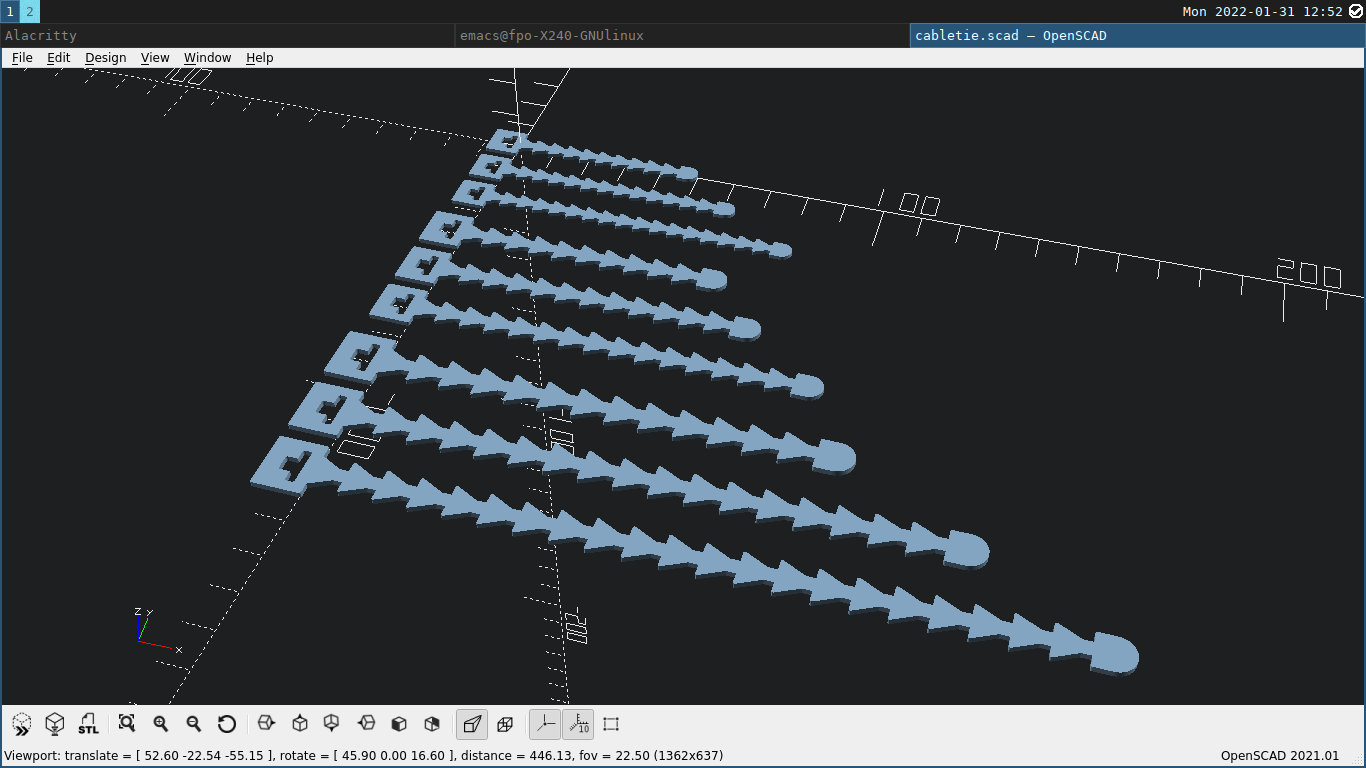 1 2 Mon 2022-01-31 12:52
Alacritty emacs@fpo-X240-GNUlinux cabletie.scad — OpenSCAD
File Edit Design View Window Help
100
200
Z Y
X
STL 10
Viewport: translate = [ 52.60 -22.54 -55.15 ], rotate = [ 45.90 0.00 16.60 ], distance = 446.13, fov = 22.50 (1362x637) OpenSCAD 2021.01